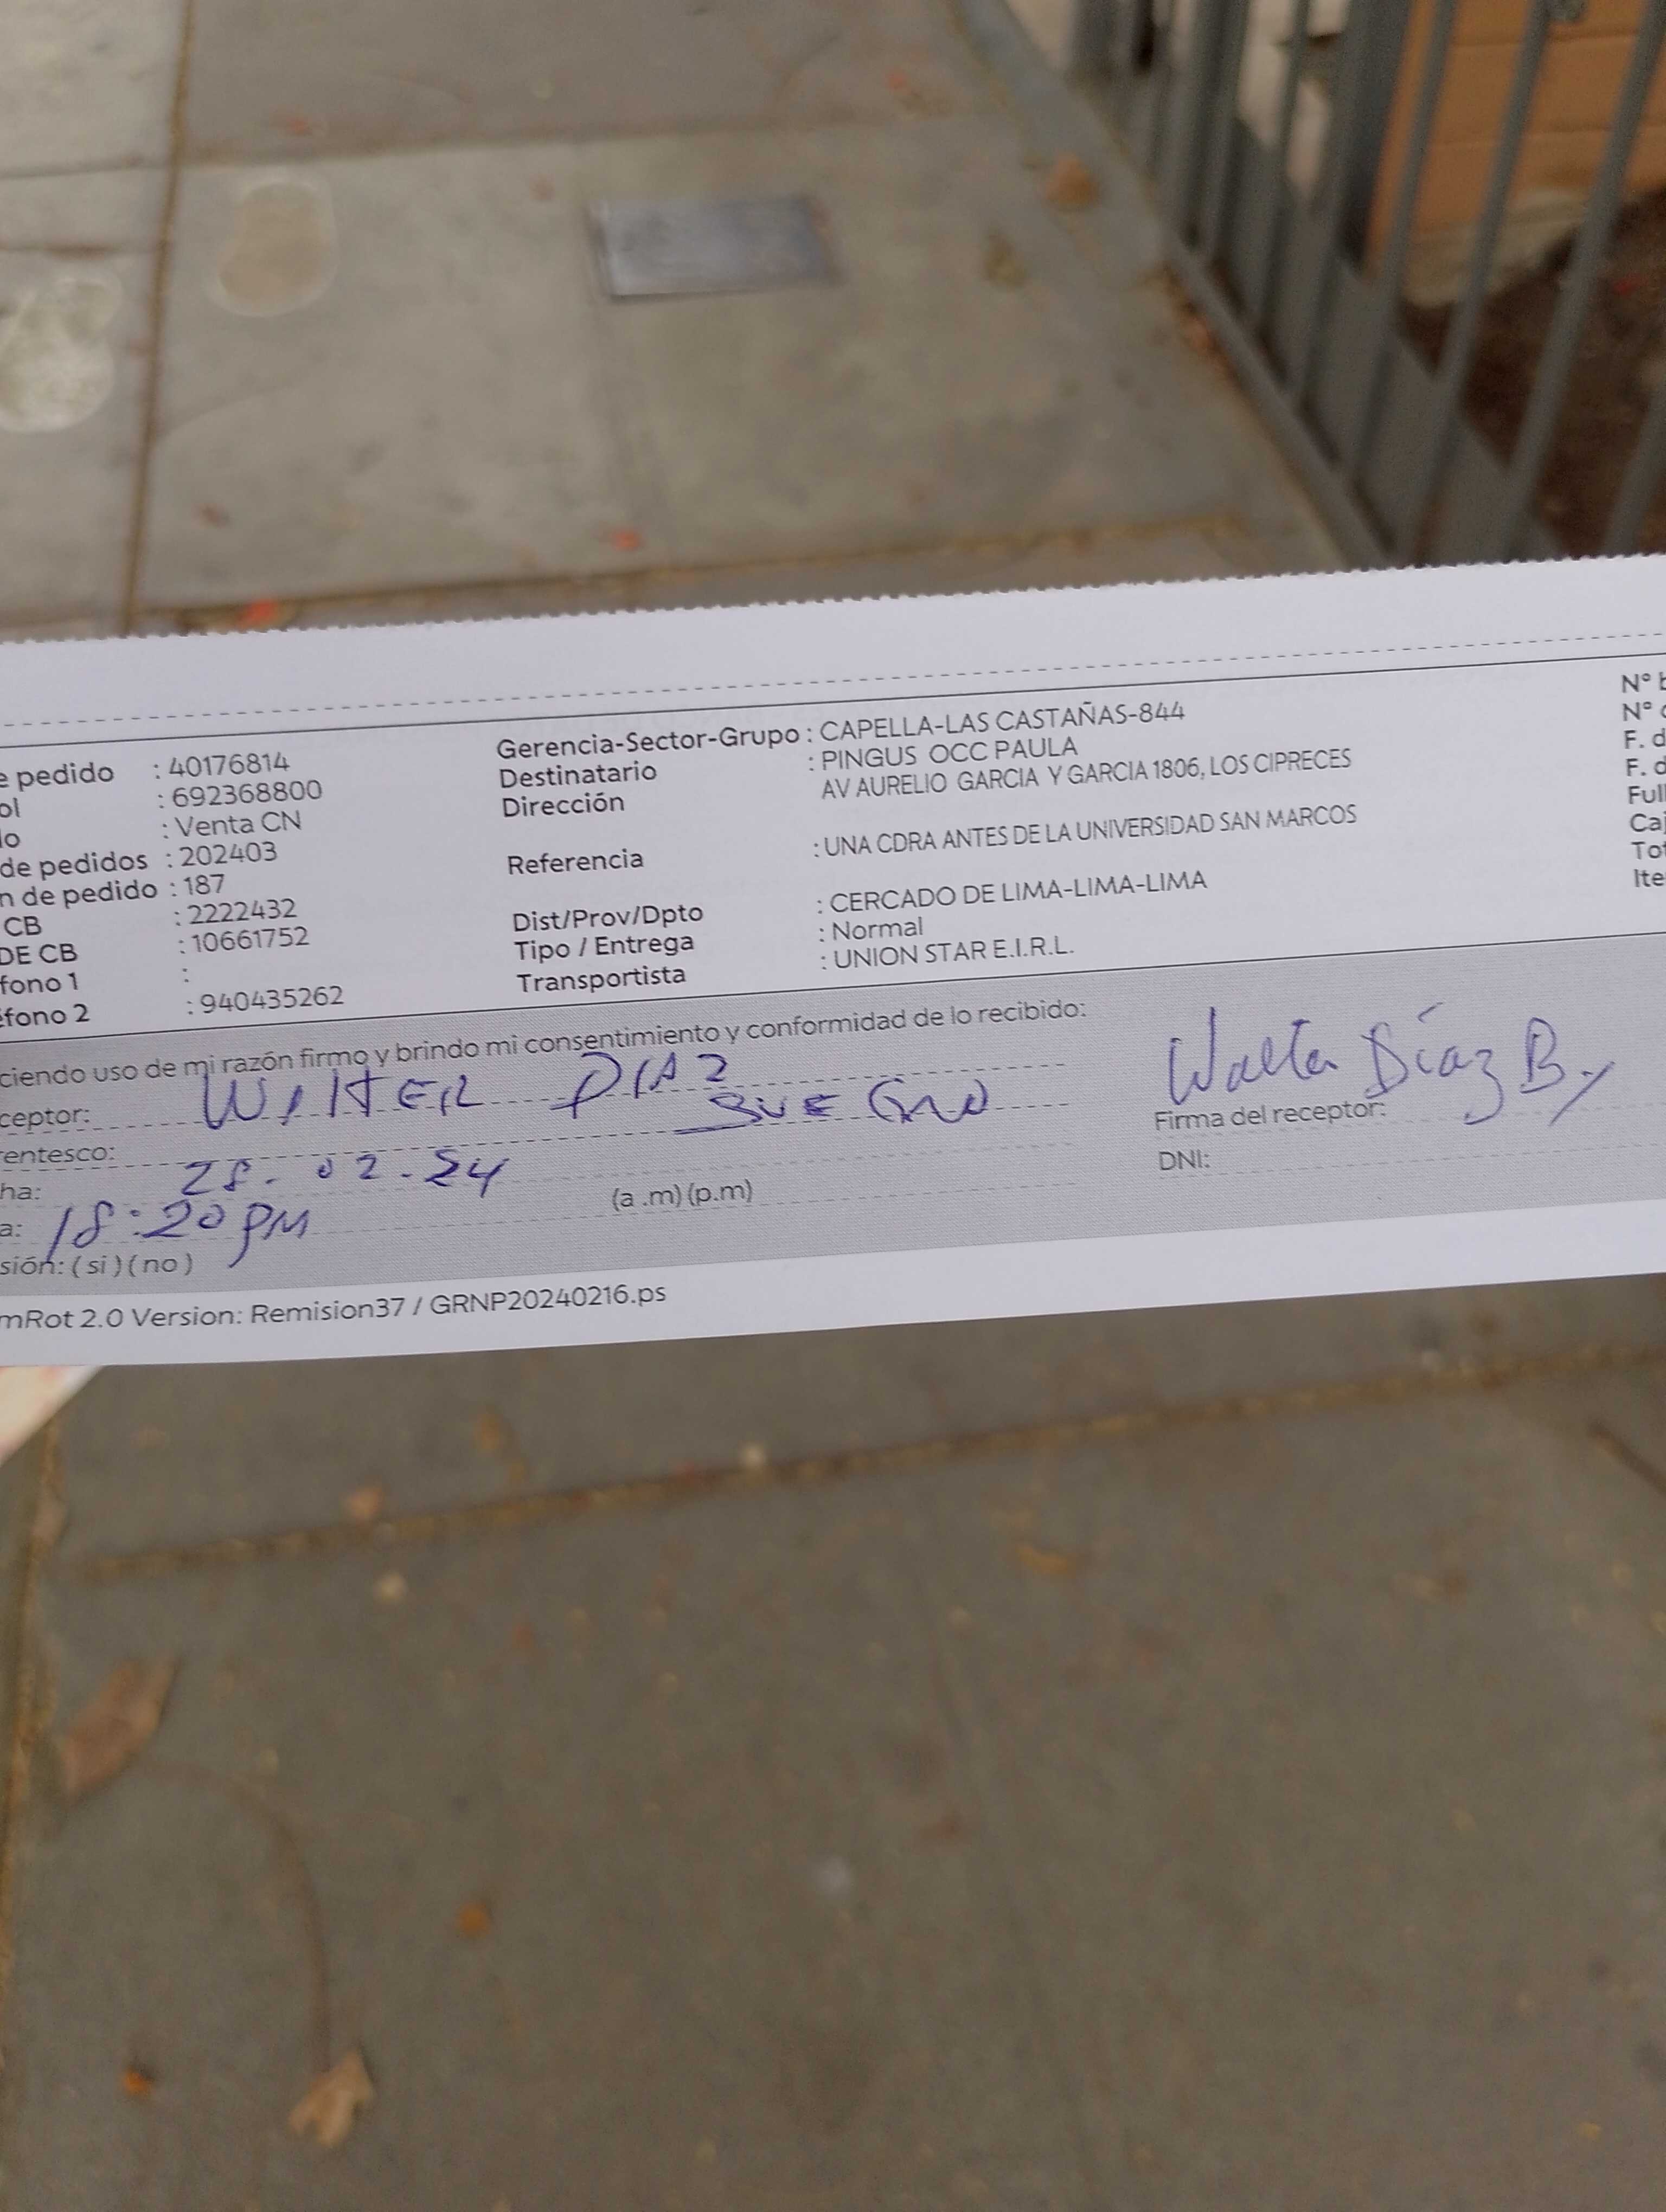 e pedido : 40176814
ol : 692368800
lo : Venta CN
de pedidos : 202403
n de pedido : 187
CB : 2222432
DE CB : 10661752
fono 1 :
éfono 2 : 940435262
Gerencia-Sector-Grupo : CAPELLA-LAS CASTAÑAS-844
Destinatario : PINGUS OCC PAULA
Dirección AV AURELIO GARCIA Y GARCIA 1806, LOS CIPRECES
Referencia : UNA CDRA ANTES DE LA UNIVERSIDAD SAN MARCOS
Dist/Prov/Dpto : CERCADO DE LIMA-LIMA-LIMA
Tipo / Entrega : Normal
Transportista : UNION STAR E.I.R.L.
N° b
N° c
F. d
F. d
Full
Caj
Tot
Ite
ciendo uso de mi razón firmo y brindo mi consentimiento y conformidad de lo recibido:
ceptor: WALTER DIAZ
BUENO
rentesco:
ha: 28.02.24
a: 18:20 PM (a .m) (p.m)
sión: ( si ) ( no )
Walter Díaz B.
Firma del receptor:
DNI:
mRot 2.0 Version: Remision37 / GRNP20240216.ps